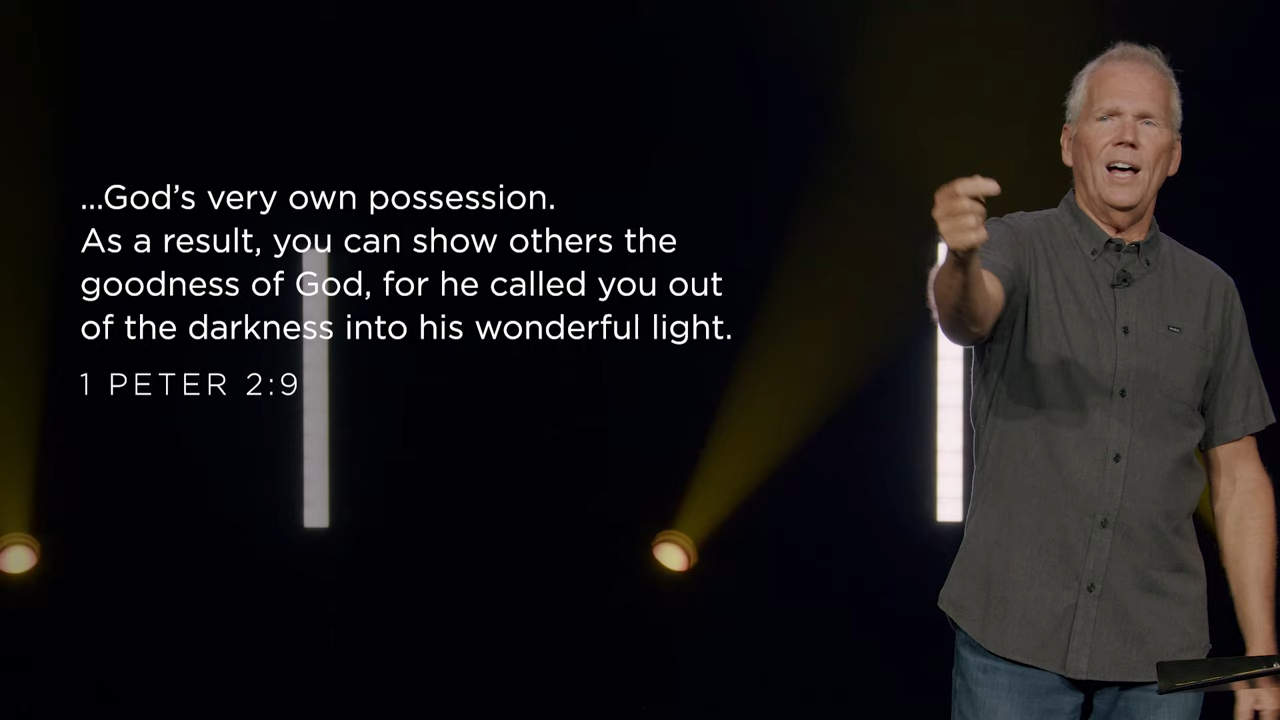 ...God’s very own possession.
As a result, you can show others the
goodness of God, for he called you out
of the darkness into his wonderful light.
1 PETER 2:9